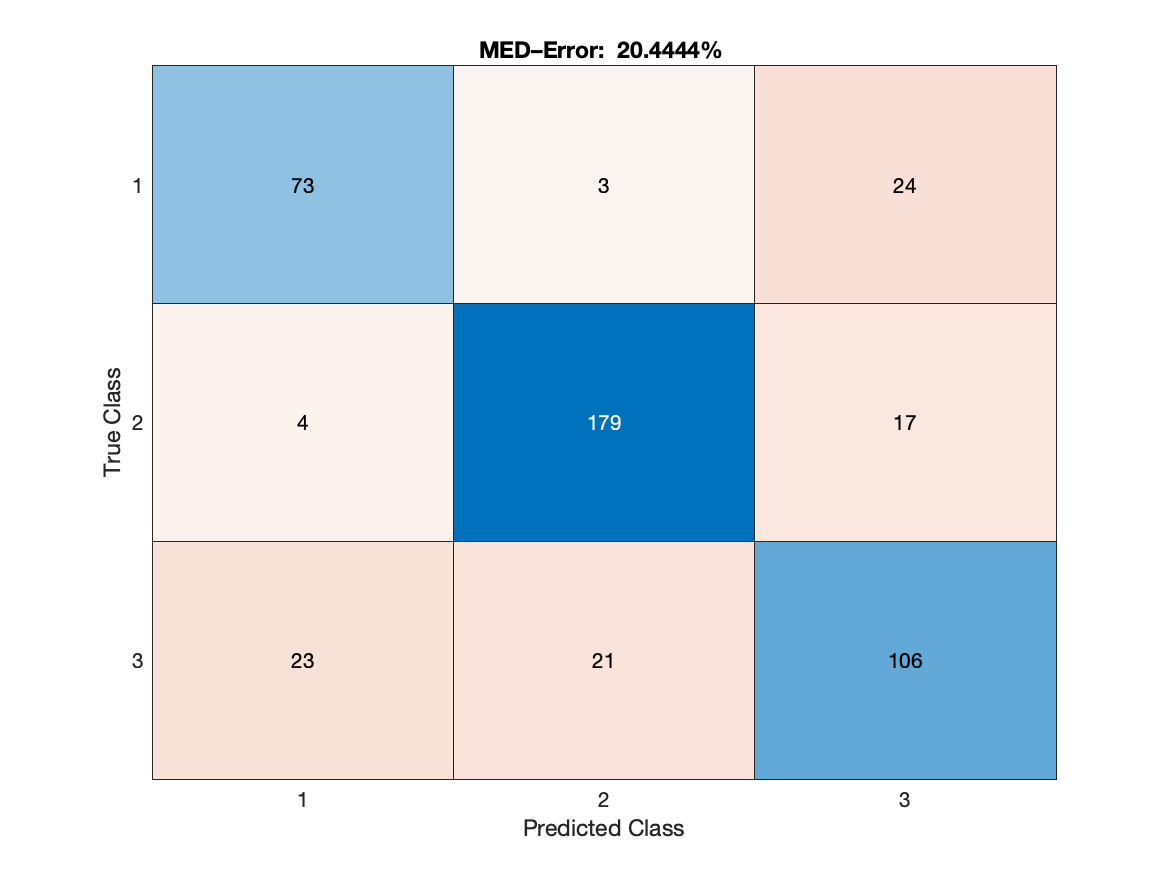 MED–Error: 20.4444%
1 73 3 24
True Class
2 4 179 17
3 23 21 106
1 2 3
Predicted Class